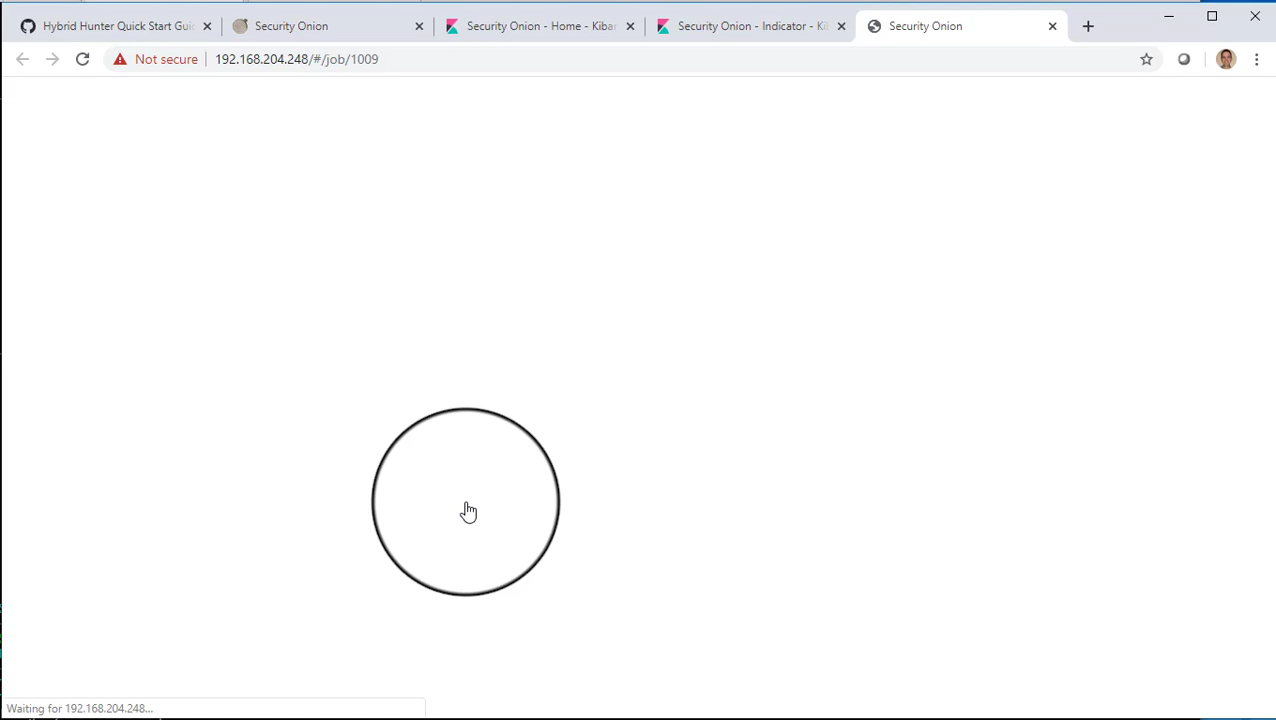 Hybrid Hunter Quick Start Gui
Security Onion
Security Onion - Home - Kiba
Security Onion - Indicator - Ki
Security Onion
Not secure
192.168.204.248/#/job/1009
Waiting for 192.168.204.248...